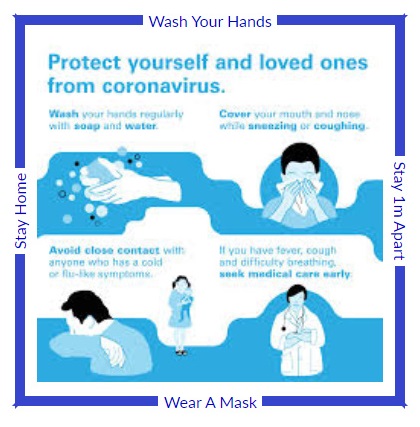 Wash Your Hands
Protect yourself and loved ones
from coronavirus.
Wash your hands regularly
with soap and water.
Cover your mouth and nose
while sneezing or coughing.
Stay Home
Stay 1m Apart
Avoid close contact with
anyone who has a cold
or flu-like symptoms.
If you have fever, cough
and difficulty breathing,
seek medical care early.
Wear A Mask